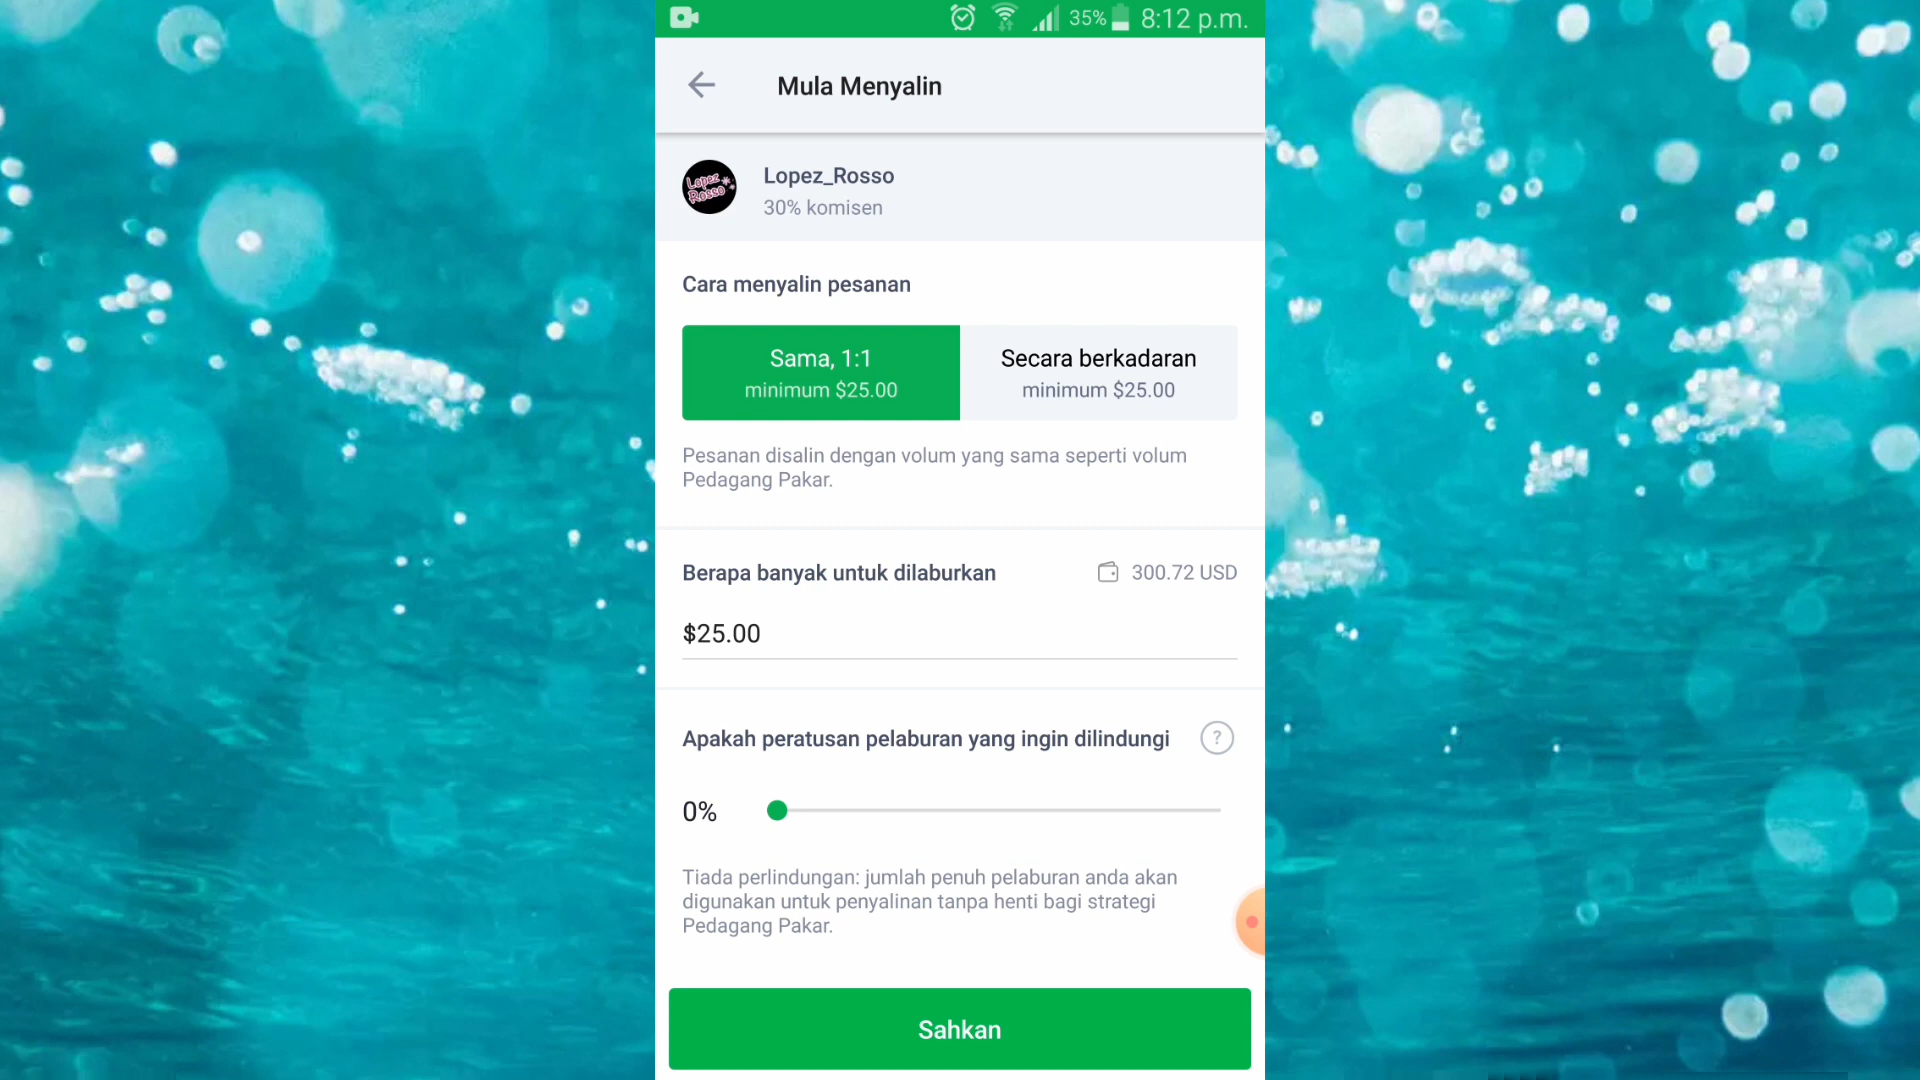 35% 8:12 p.m.
Mula Menyalin
Lopez Rosso
Lopez_Rosso
30% komisen
Cara menyalin pesanan
Sama, 1:1
minimum $25.00
Secara berkadaran
minimum $25.00
Pesanan disalin dengan volum yang sama seperti volum
Pedagang Pakar.
Berapa banyak untuk dilaburkan
300.72 USD
$25.00
Apakah peratusan pelaburan yang ingin dilindungi
?
0%
Tiada perlindungan: jumlah penuh pelaburan anda akan
digunakan untuk penyalinan tanpa henti bagi strategi
Pedagang Pakar.
Sahkan